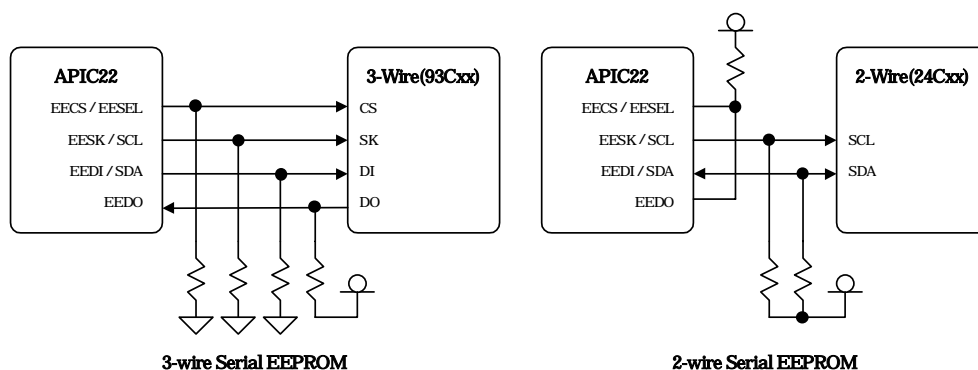 APIC22
3-Wire(93Cxx)
EECS / EESEL
CS
EESK / SCL
SK
EEDI / SDA
DI
EEDO
DO
3-wire Serial EEPROM
APIC22
2-Wire(24Cxx)
EECS / EESEL
EESK / SCL
SCL
EEDI / SDA
SDA
EEDO
2-wire Serial EEPROM